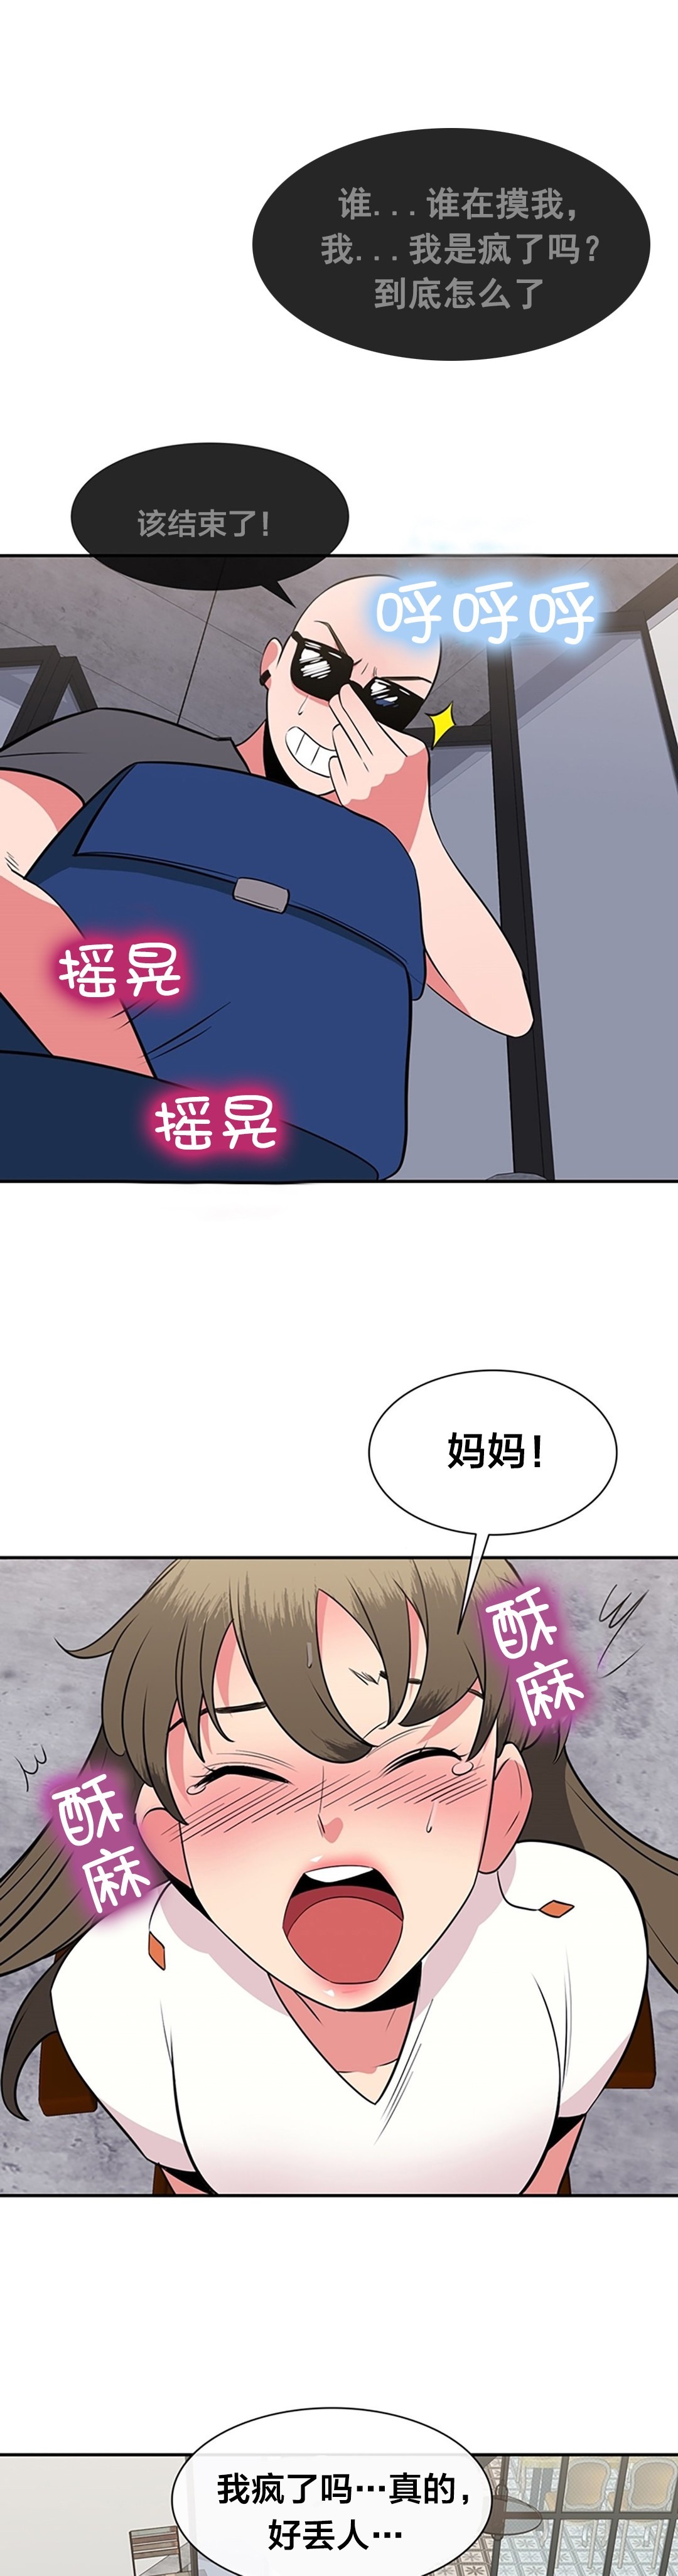 谁...谁在摸我，
我...我是疯了吗？
到底怎么了
该结束了！
呼呼呼
摇晃
摇晃
妈妈！
酥
麻
酥
麻
我疯了吗…真的，
好丢人…